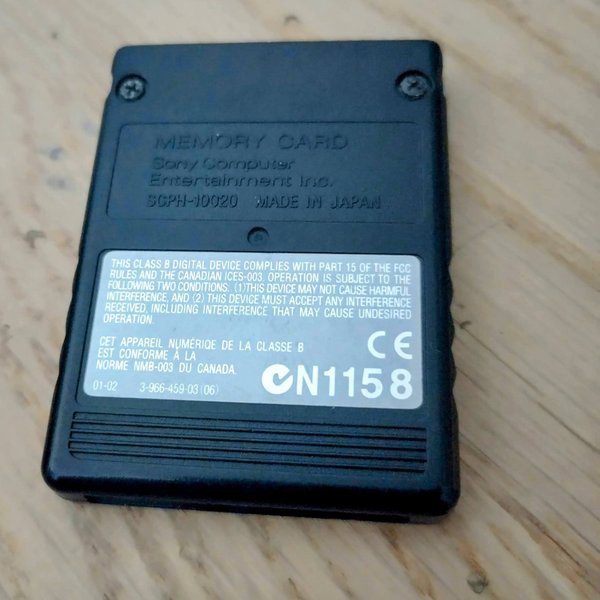 MEMORY CARD
Sony Computer
Entertainment Inc.
SCPH-10020 MADE IN JAPAN
THIS CLASS B DIGITAL DEVICE COMPLIES WITH PART 15 OF THE FCC
RULES AND THE CANADIAN ICES-003. OPERATION IS SUBJECT TO THE
FOLLOWING TWO CONDITIONS. (1)THIS DEVICE MAY NOT CAUSE HARMFUL
INTERFERENCE, AND (2) THIS DEVICE MUST ACCEPT ANY INTERFERENCE
RECEIVED, INCLUDING INTERFERENCE THAT MAY CAUSE UNDESIRED
OPERATION.
CET APPAREIL NUMÉRIQE DE LA CLASSE B
EST CONFORME À LA
NORME NMB-003 DU CANADA.
CE
N1158
01-02 3-966-459-03(06)